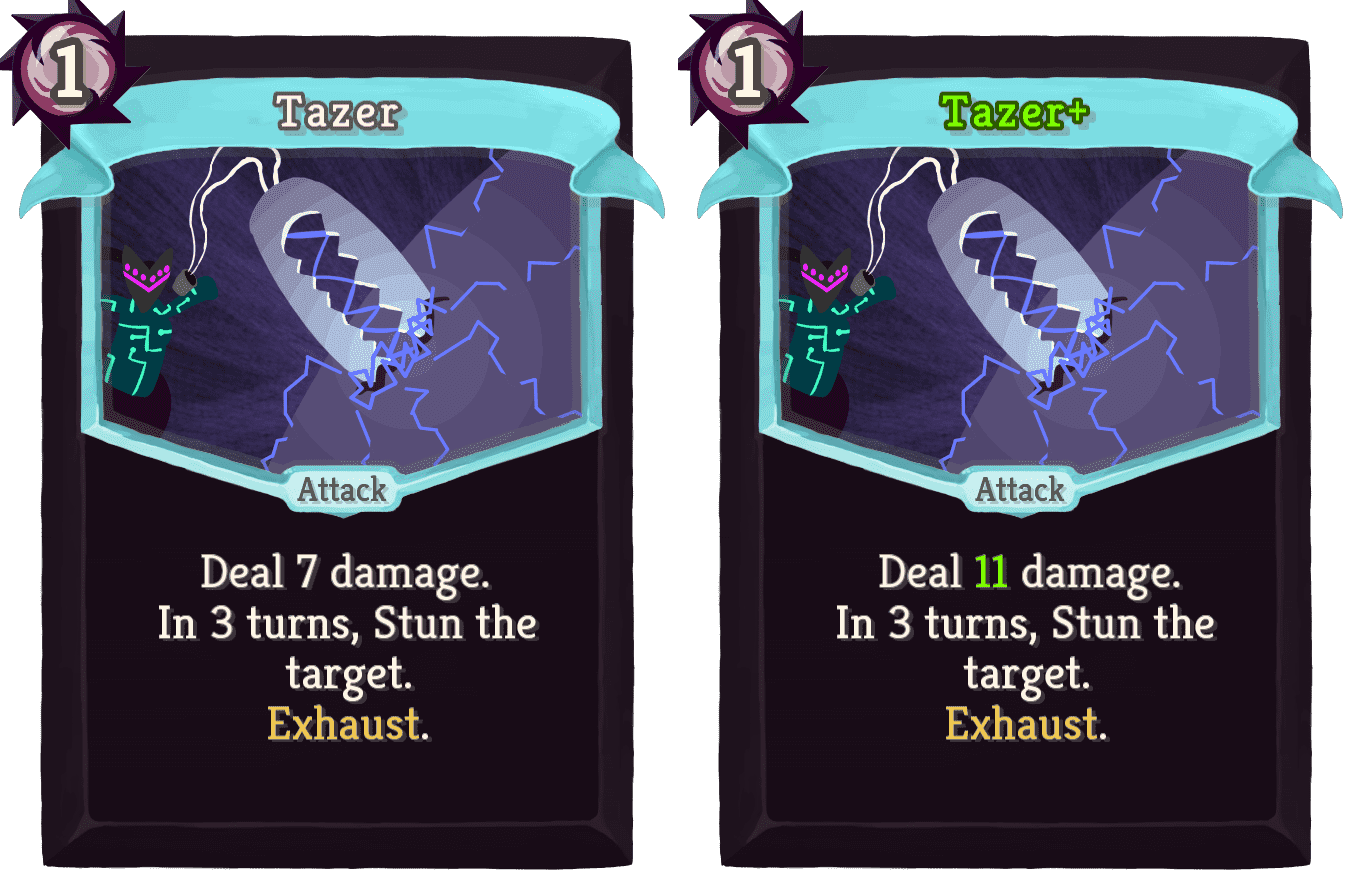 1
Tazer
Attack
Deal 7 damage.
In 3 turns, Stun the
target.
Exhaust.
1
Tazer+
Attack
Deal 11 damage.
In 3 turns, Stun the
target.
Exhaust.